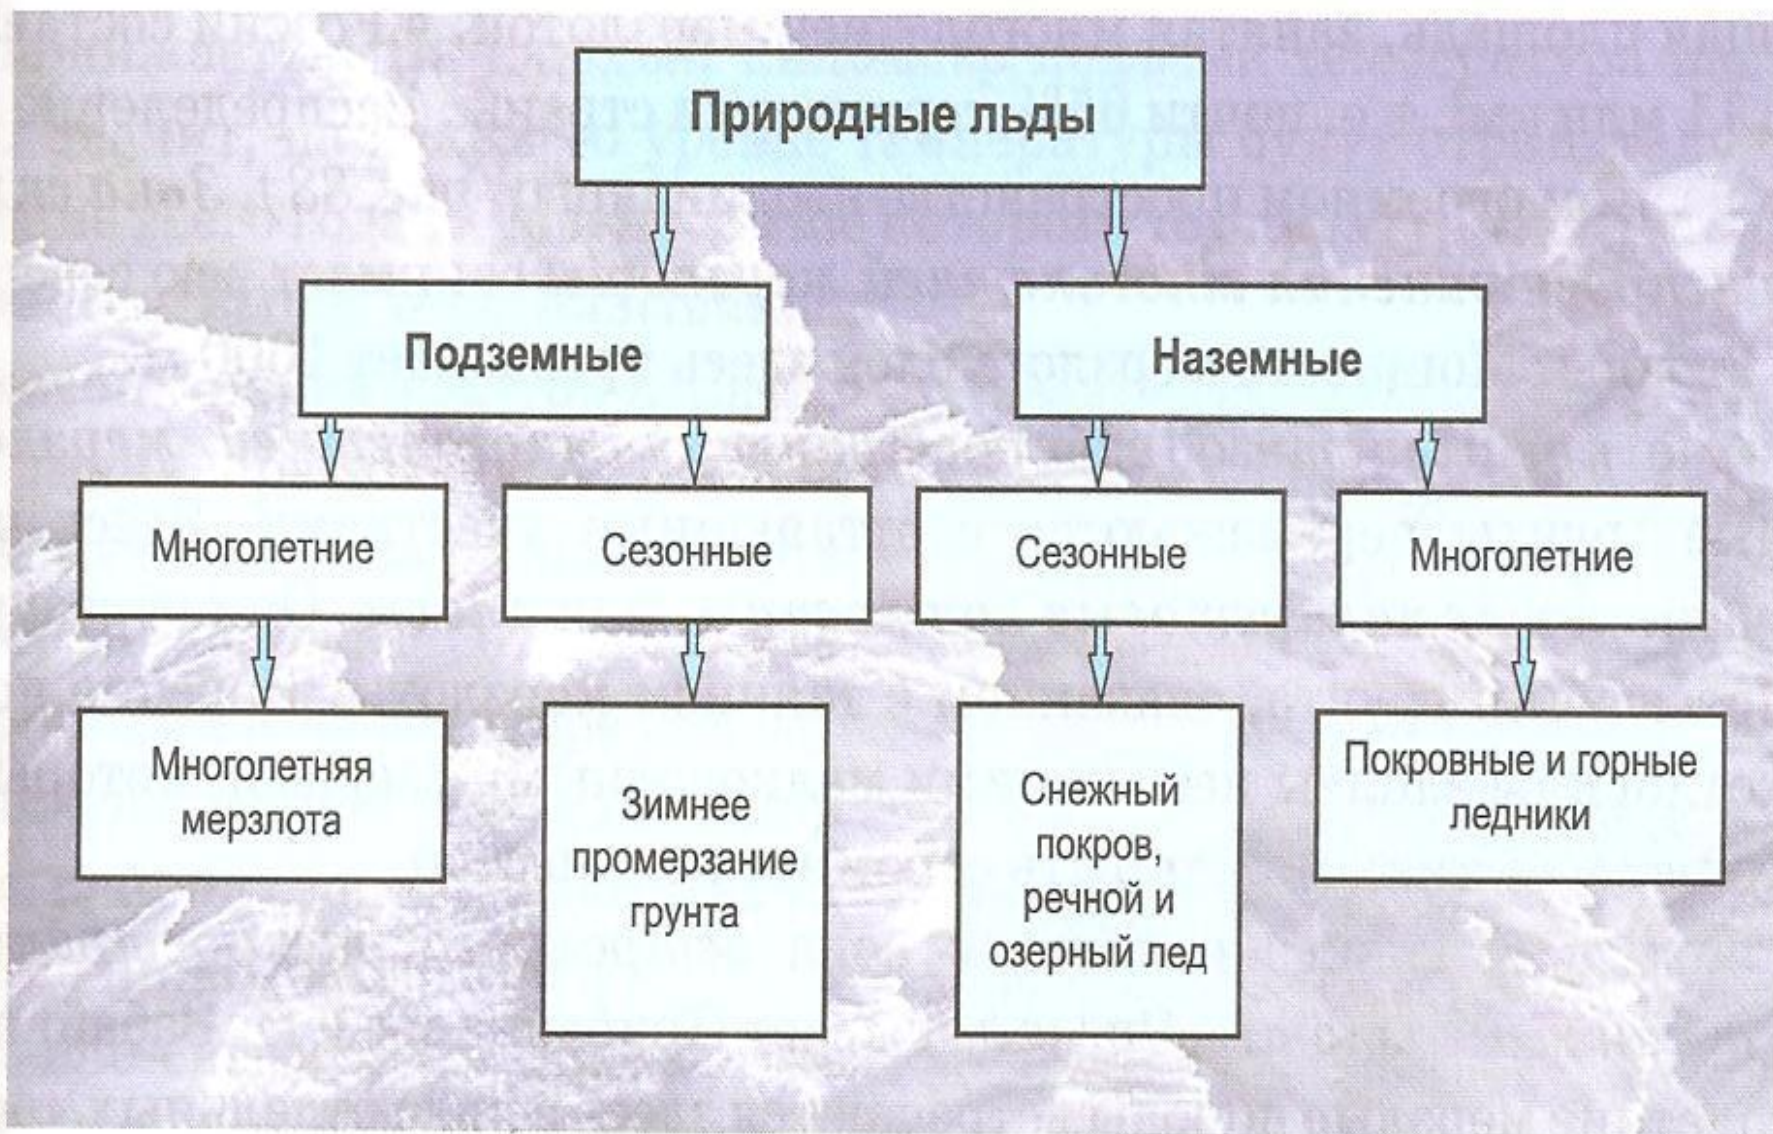 Природные льды
Подземные
Наземные
Многолетние
Сезонные
Сезонные
Многолетние
Многолетняя
мерзлота
Зимнее
промерзание
грунта
Снежный
покров,
речной и
озерный лед
Покровные и горные
ледники